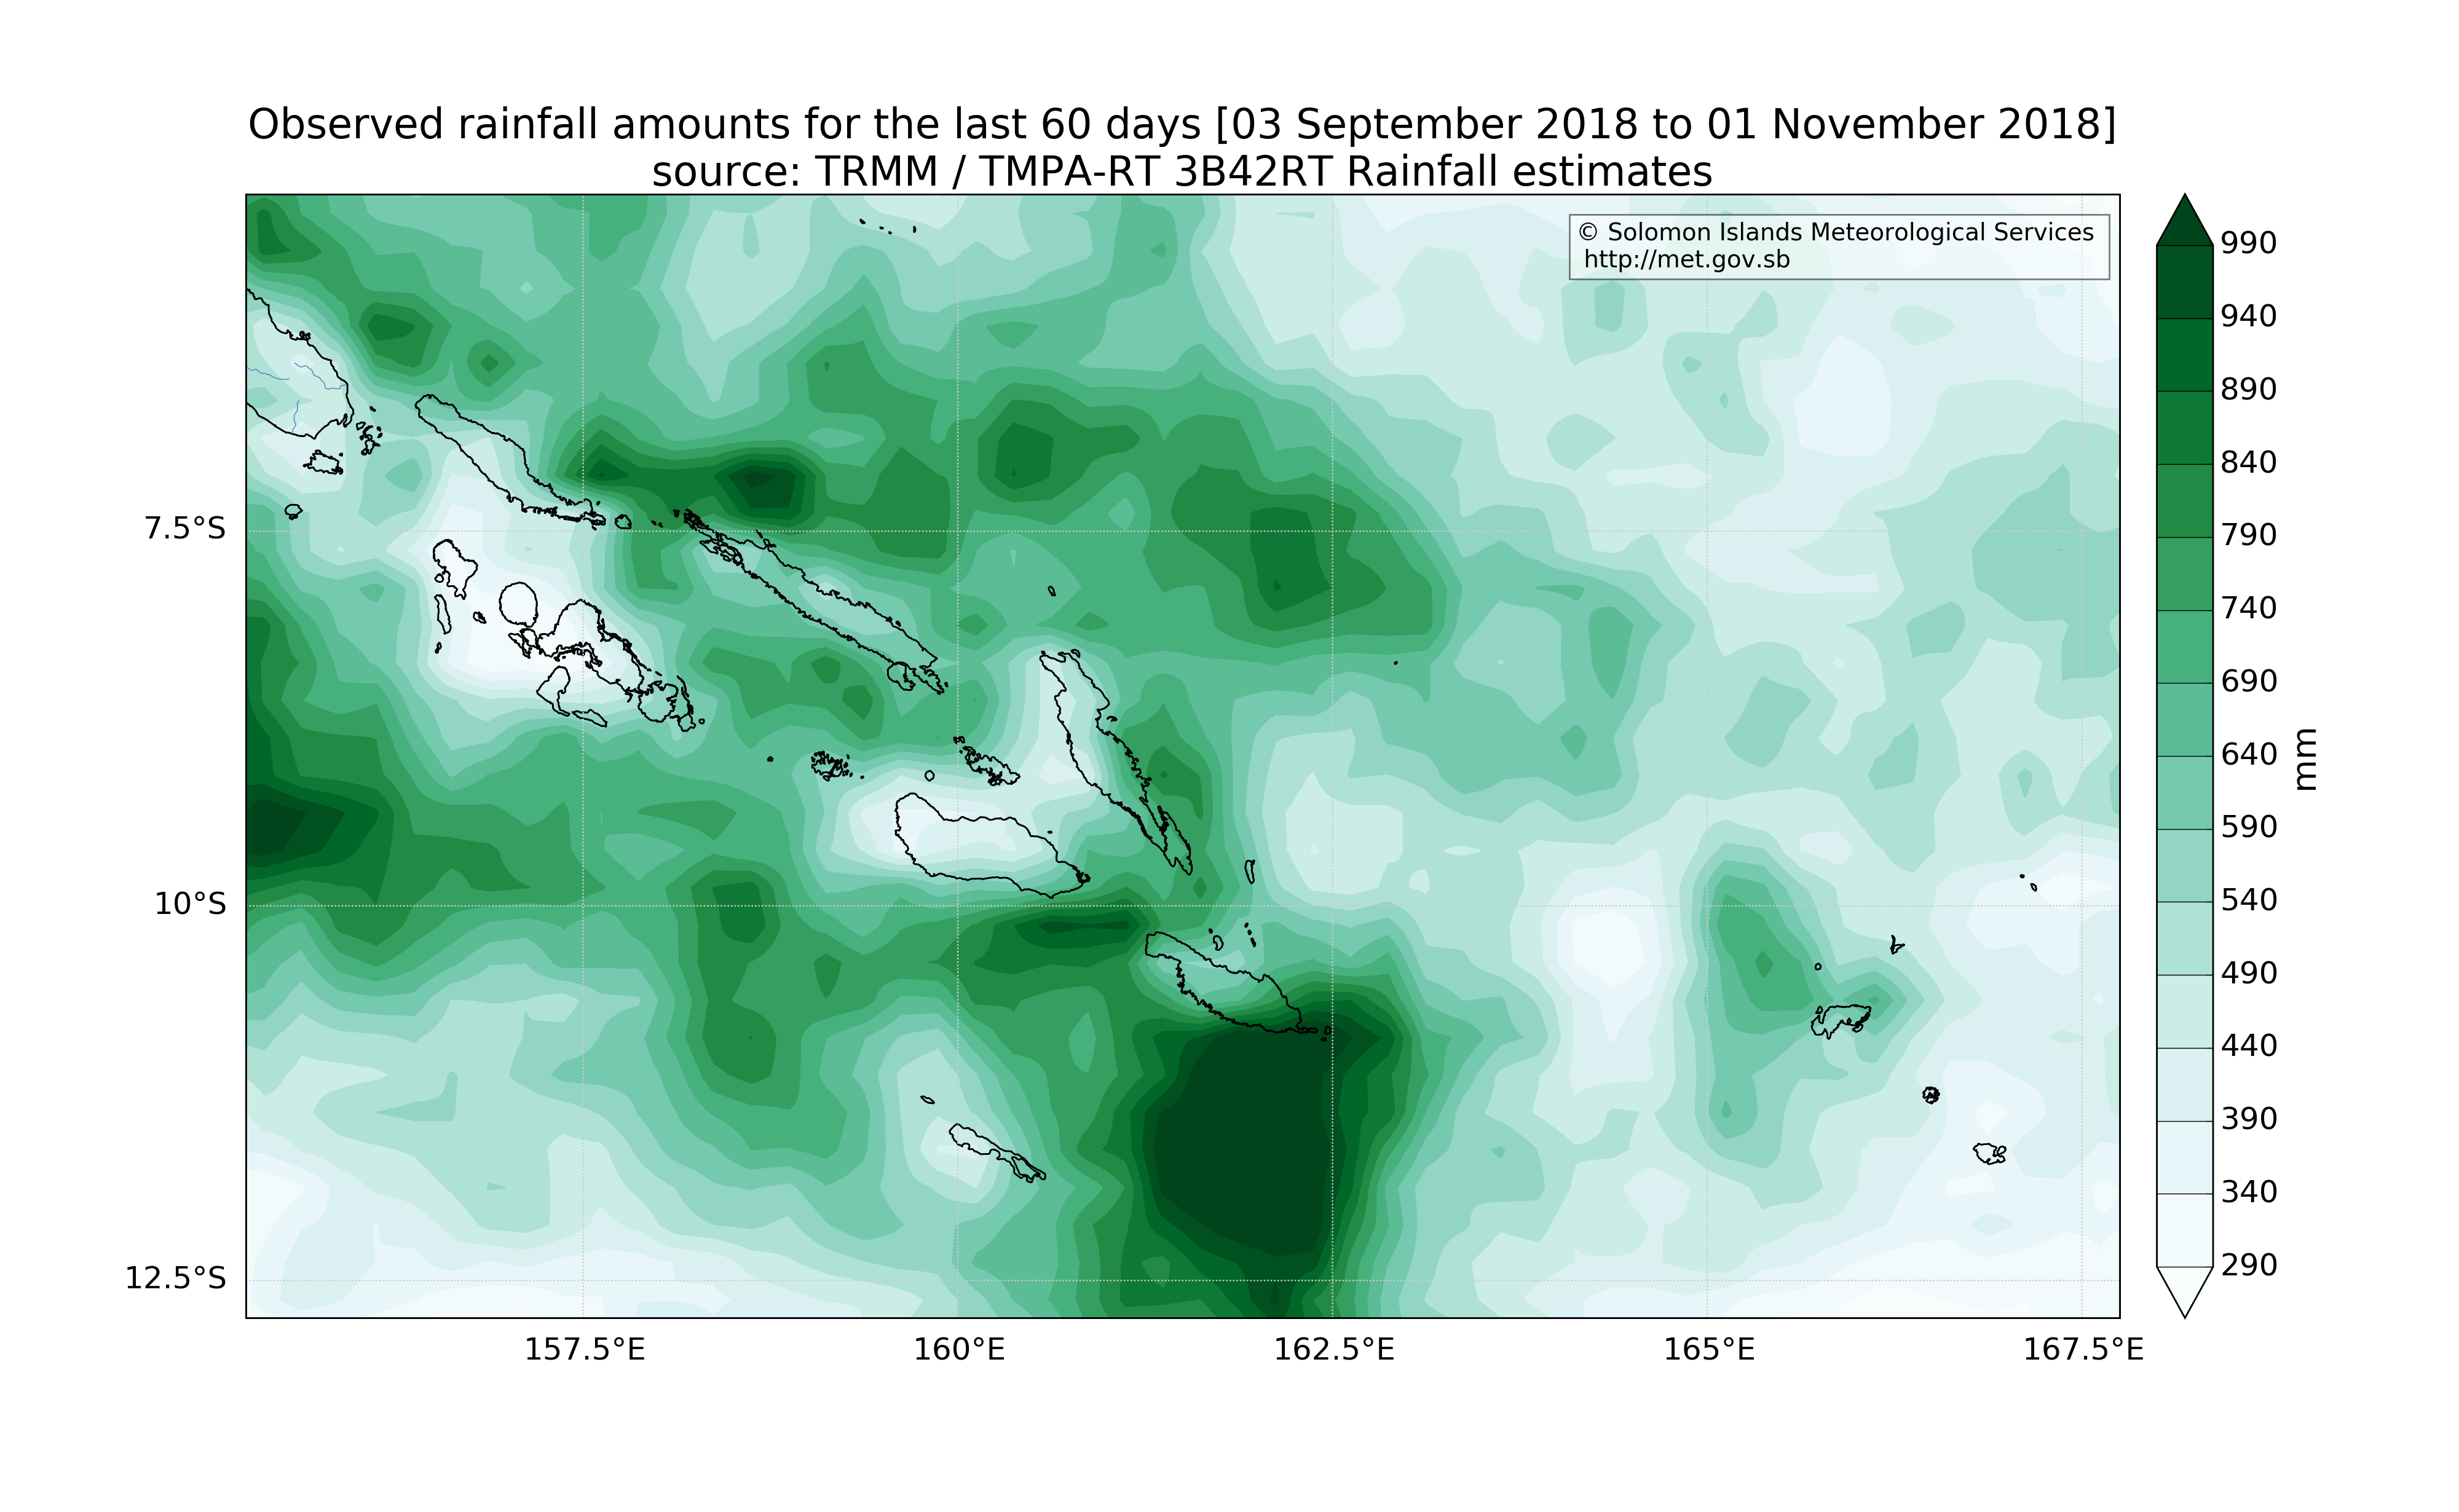 Observed rainfall amounts for the last 60 days [03 September 2018 to 01 November 2018]
source: TRMM / TMPA-RT 3B42RT Rainfall estimates
© Solomon Islands Meteorological Services
http://met.gov.sb
7.5°S
10°S
12.5°S
157.5°E
160°E
162.5°E
165°E
167.5°E
990
940
890
840
790
740
690
640
590
540
490
440
390
340
290
mm